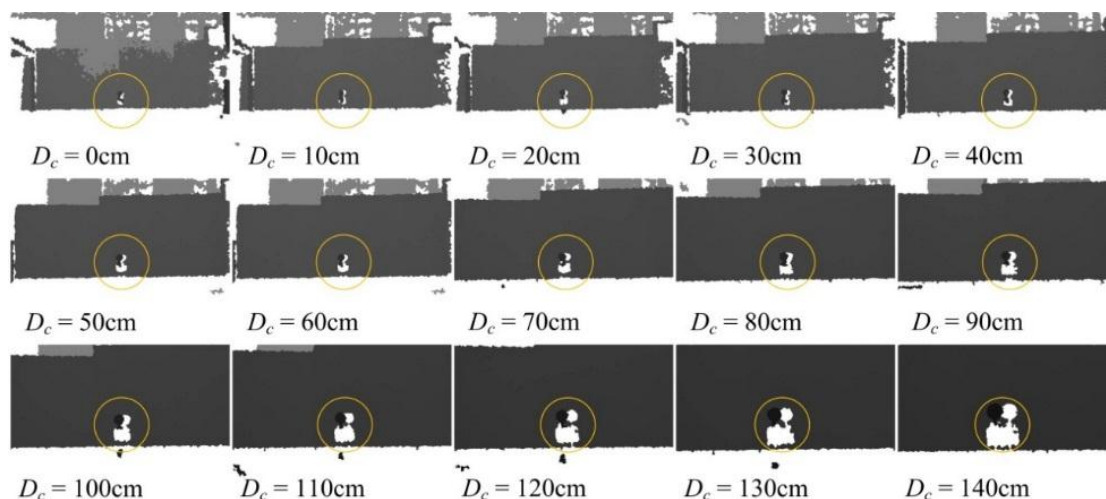 D_c = 0cm
D_c = 10cm
D_c = 20cm
D_c = 30cm
D_c = 40cm
D_c = 50cm
D_c = 60cm
D_c = 70cm
D_c = 80cm
D_c = 90cm
D_c = 100cm
D_c = 110cm
D_c = 120cm
D_c = 130cm
D_c = 140cm